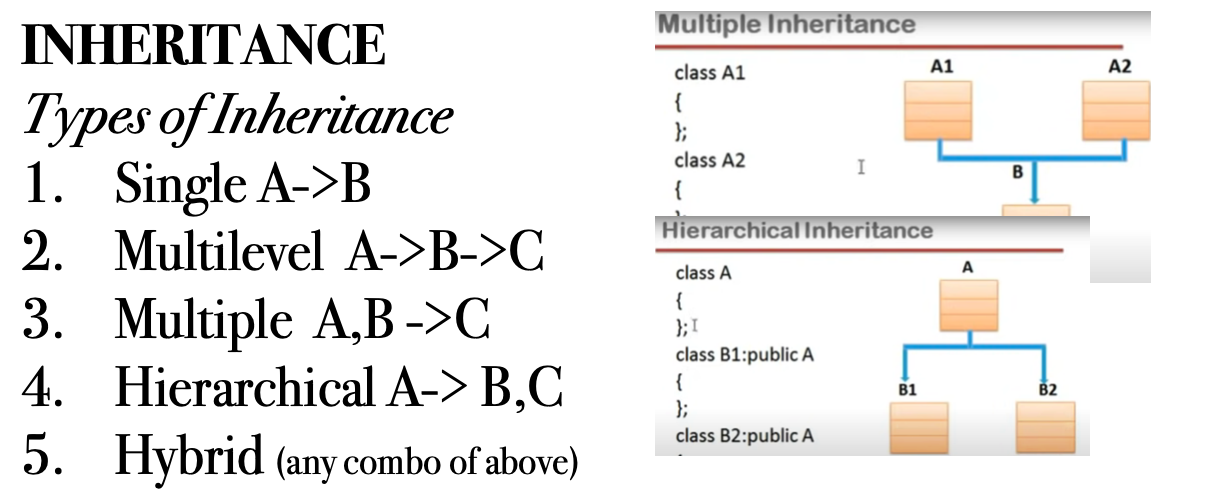 INHERITANCE
Types of Inheritance
1. Single A->B
2. Multilevel A->B->C
3. Multiple A,B ->C
4. Hierarchical A-> B,C
5. Hybrid (any combo of above)
Multiple Inheritance
class A1
{
};
class A2
{
A1
A2
B
Hierarchical Inheritance
class A
{
};
class B1:public A
{
};
class B2:public A
A
B1
B2